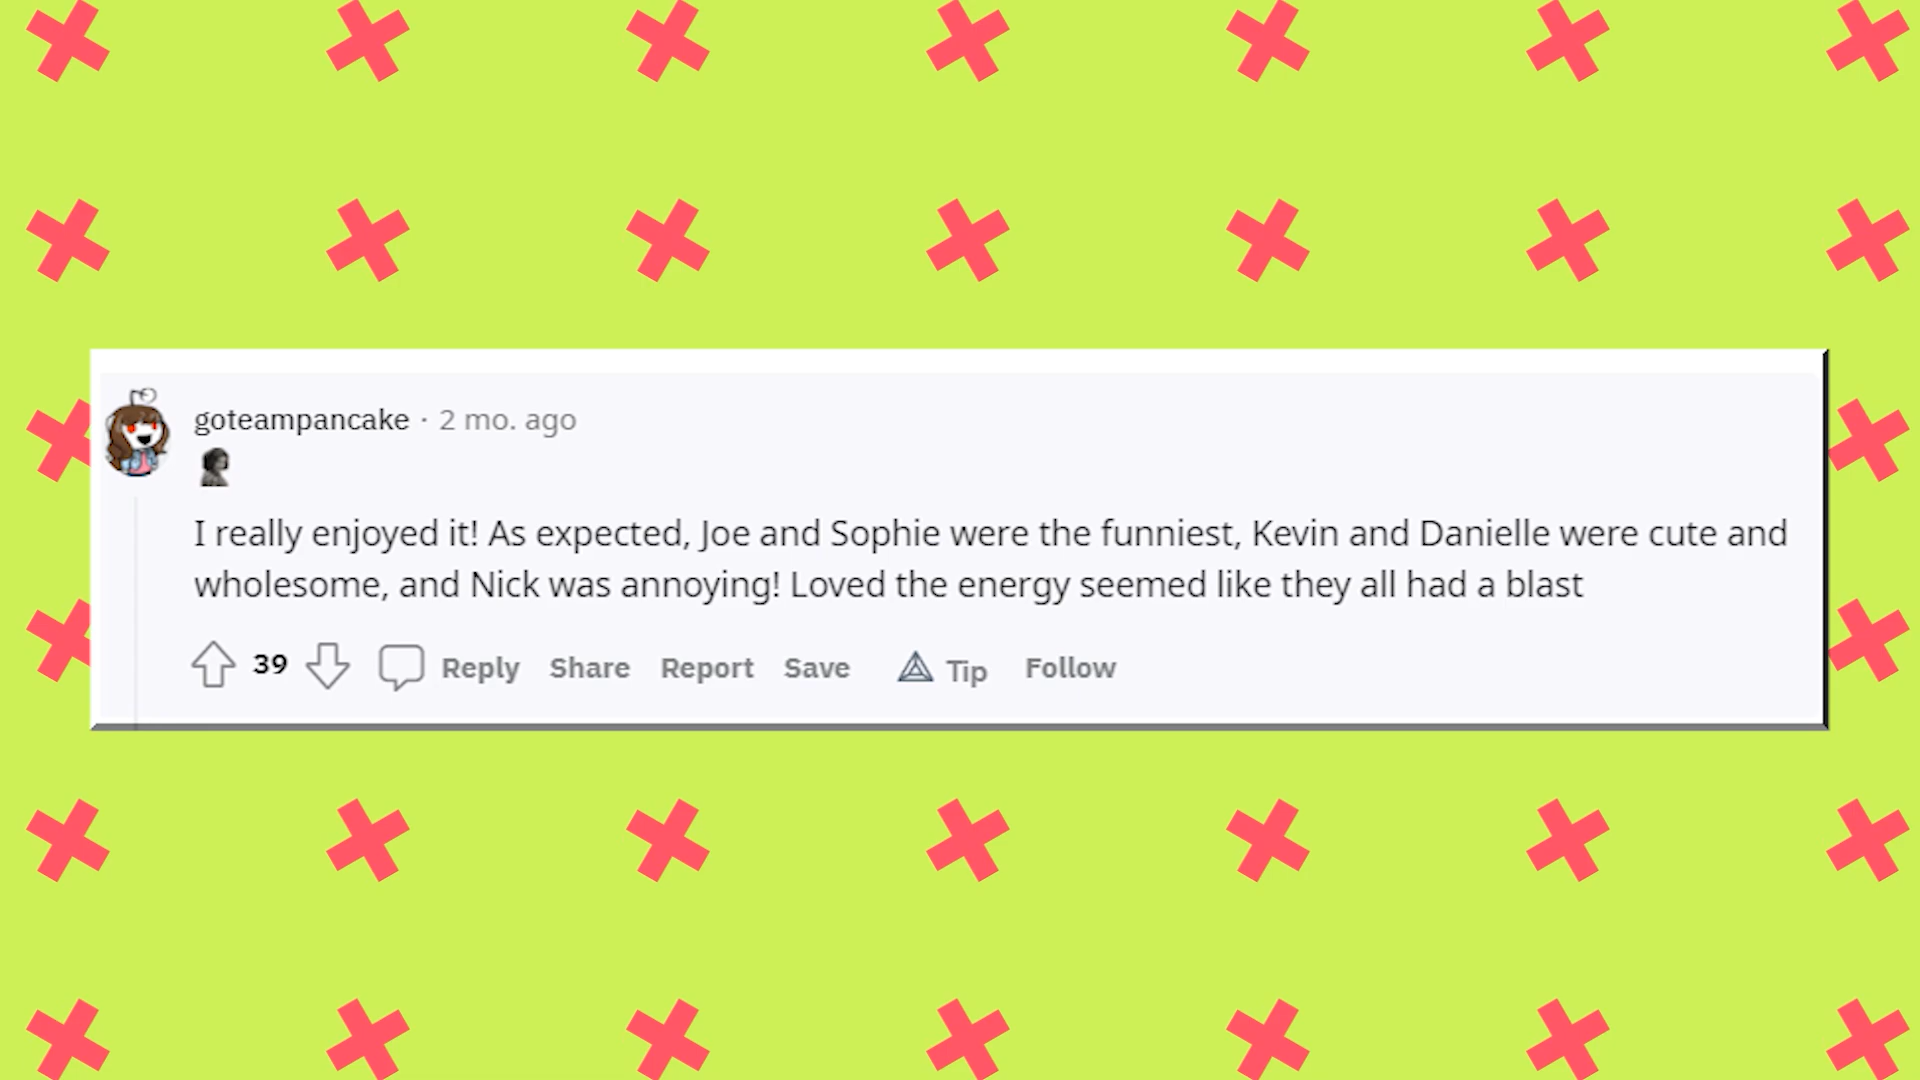 goteampancake · 2 mo. ago
I really enjoyed it! As expected, Joe and Sophie were the funniest, Kevin and Danielle were cute and
wholesome, and Nick was annoying! Loved the energy seemed like they all had a blast
39 Reply Share Report Save Tip Follow